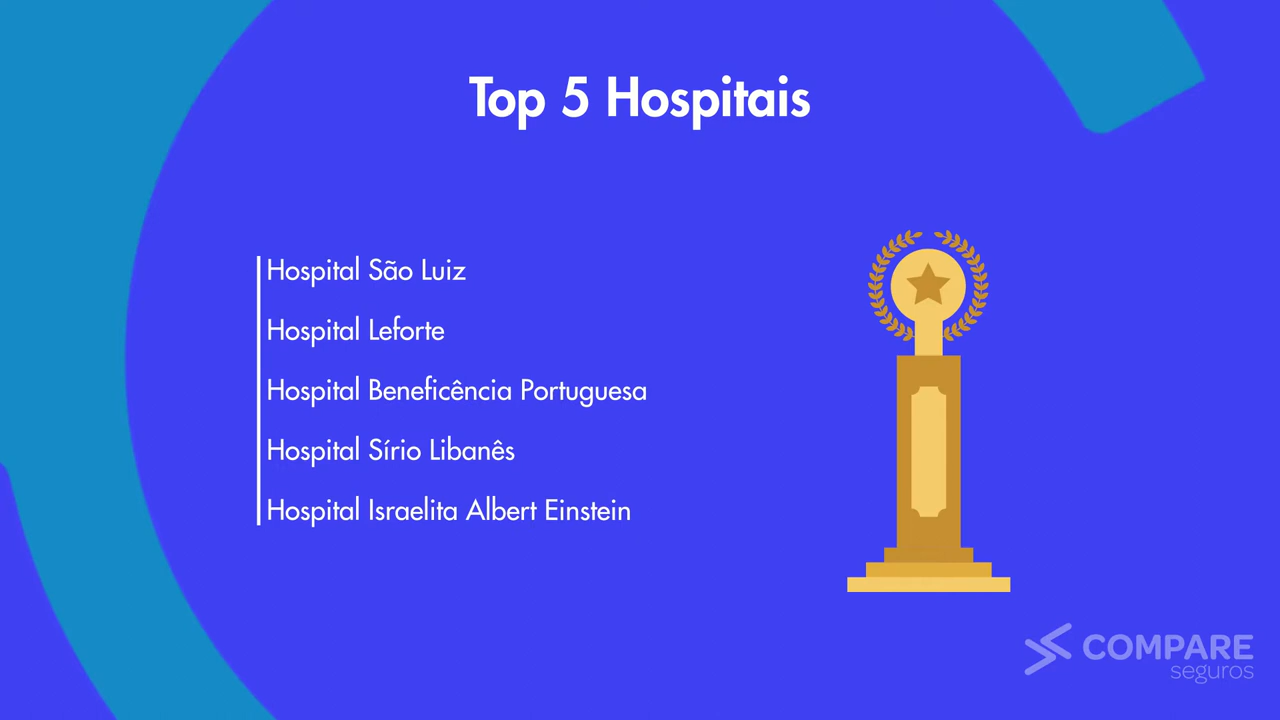 Top 5 Hospitais
Hospital São Luiz
Hospital Leforte
Hospital Beneficência Portuguesa
Hospital Sírio Libanês
Hospital Israelita Albert Einstein
COMPARE
seguros